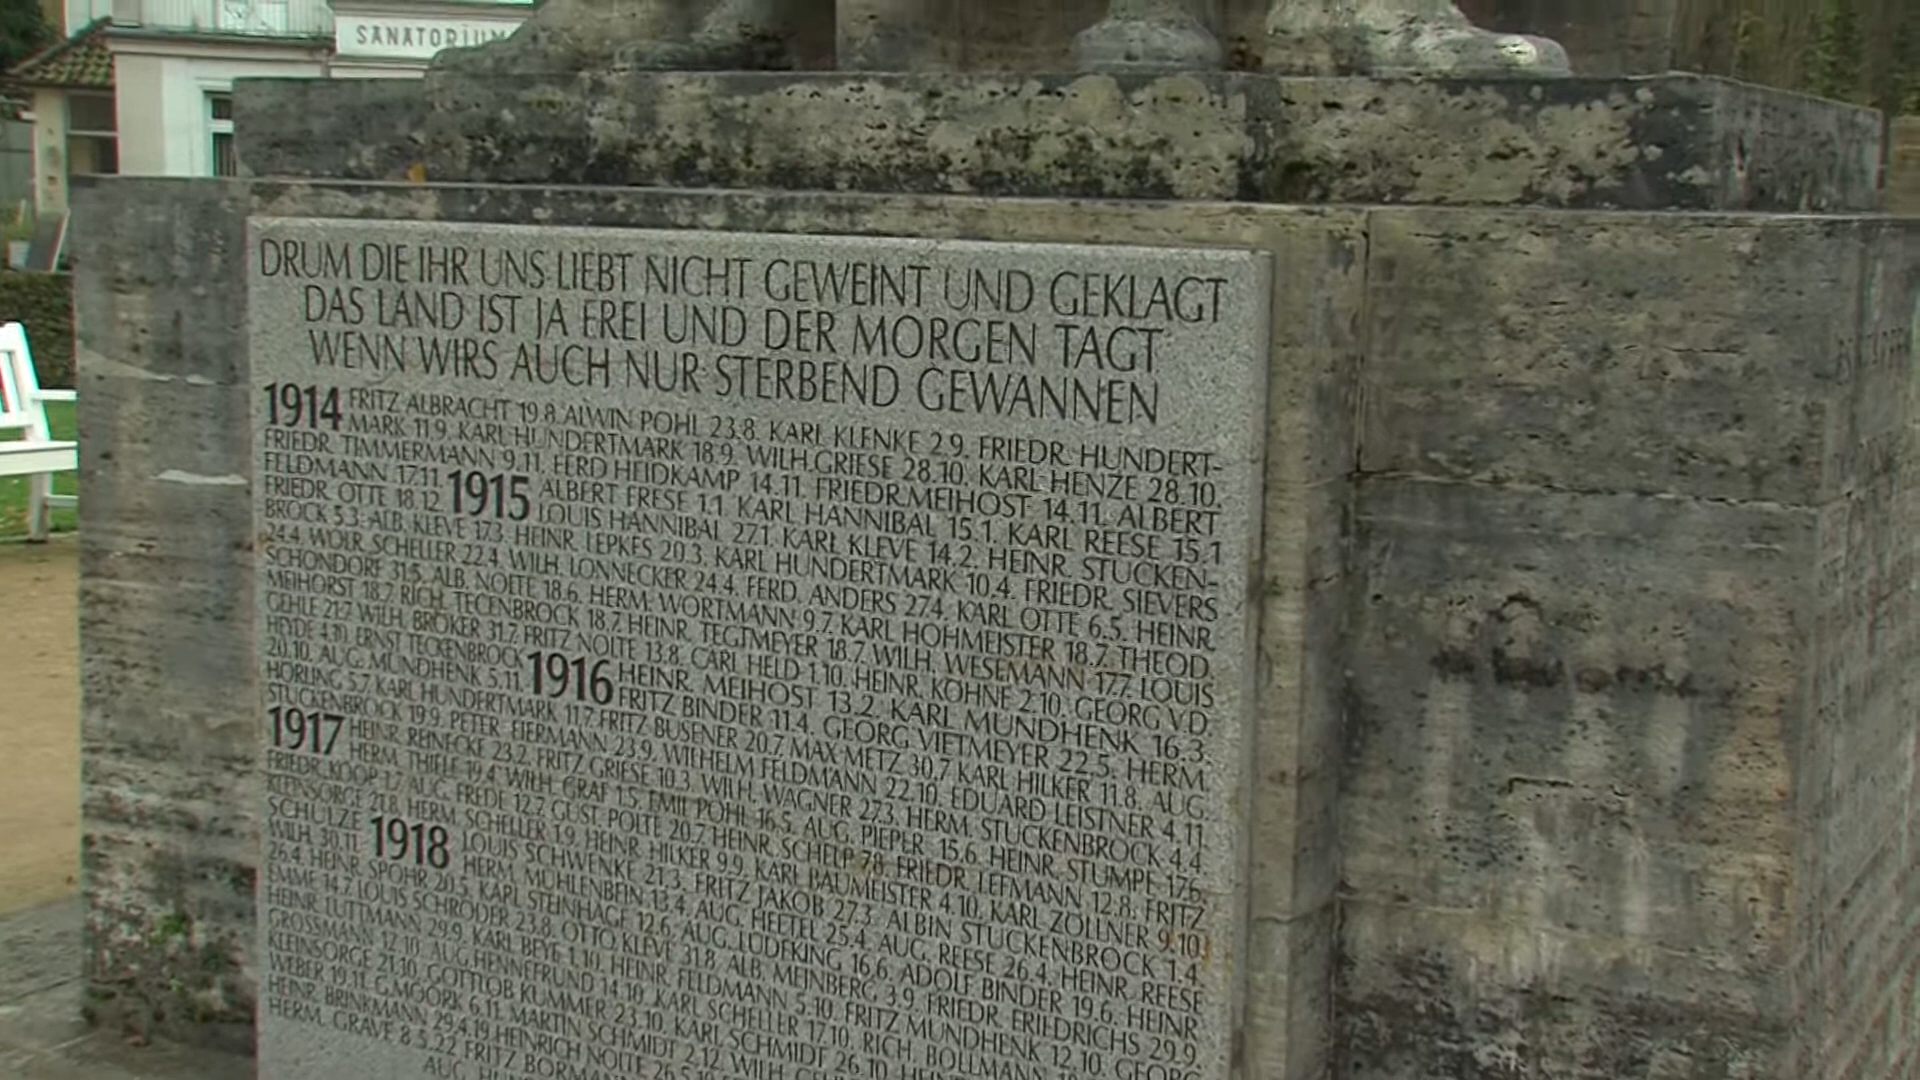 SANATORIUM
DRUM DIE IHR UNS LIEBT NICHT GEWEINT UND GEKLAGT
DAS LAND IST JA FREI UND DER MORGEN TAGT
WENN WIRS AUCH NUR STERBEND GEWANNEN
1914 FRITZ ALBRACHT 19.8. ALWIN POHL 23.8. KARL KLENKE 2.9. FRIEDR. HUNDERT-
MARK 11.9. KARL HUNDERTMARK 18.9. WILH. GRIESE 28.10. KARL HENZE 28.10.
FRIEDR. TIMMERMANN 9.11. FERD HEIDKAMP 14.11. FRIEDR. MEIHOST 14.11. ALBERT
FELDMANN 17.11. 1915 ALBERT FRESE 1.1. KARL HANNIBAL 15.1. KARL REESE 15.1
FRIEDR. OTTE 18.12. LOUIS HANNIBAL 27.1. KARL KLEVE 14.2. HEINR. STUCKEN-
BROCK 5.3. ALB. KLEVE 17.3. HEINR. LEPKES 20.3. KARL HUNDERTMARK 10.4. FRIEDR. SIEVERS
24.4. SCHELLER 22.4. WILH. LONNECKER 24.4. FERD. ANDERS 27.4. KARL OTTE 6.5. HEINR.
SCHONDORF 31.5. ALB. NOLTE 18.6. HERM. WORTMANN 9.7. KARL HOHMEISTER 18.7. THEOD.
MEIHORST 18.7. RICH. TECKENBROCK 18.7. HEINR. TEGTMEYER 18.7. WILH. WESEMANN 17.7. LOUIS
GEHLE 21.7. WILH. BRÖKER 31.7. FRITZ NOLTE 13.8. CARL HELD 1.10. HEINR. KÖHNE 2.10. GEORG V.D.
HEYDE 4.10. ERNST TECKENBROCK 1916 HEINR. MEIHOST 13.2. KARL MUNDHENK 16.3.
20.10. AUG. MUNDHENK 5.11. FRITZ BINDER 11.4. GEORG VIETMEYER 22.5. HERM.
HORLING 5.7. KARL HUNDERTMARK 11.7. FRITZ BUSENER 20.7. MAX METZ 30.7. KARL HILKER 11.8. AUG.
STUCKENBROCK 19.9. PETER EIERMANN 23.9. WILHELM FELDMANN 22.10. EDUARD LEISTNER 4.11.
1917 HEINR. REINECKE 23.2. FRITZ GRIESE 10.3. WILH. WAGNER 27.3. HERM. STUCKENBROCK 4.4.
HERM. THIELE 19.4. WILH. GRAF 1.5. EMIL POHL 16.5. AUG. PIEPER 15.6. HEINR. STUMPE 17.6.
FRIEDR. KOOP 1.7. AUG. FREDE 12.7. GUST. POLTE 20.7. HEINR. SCHELP 7.8. FRIEDR. LEFMANN 12.8. FRITZ
KLEINSORGE 21.8. HERM. SCHELLER 1.9. HEINR. HILKER 9.9. KARL BAUMEISTER 4.10. KARL ZÖLLNER 9.10.
SCHULZE 1918 LOUIS SCHWENKE 21.3. FRITZ JAKOB 27.3. ALBIN STUCKENBROCK 1.4.
WILH. 30.11. HERM. MÜHLENBEIN 13.4. AUG. HEETEL 25.4. AUG. REESE 26.4. HEINR. REESE
26.4. HEINR. SPOHR 20.5. KARL STEINHAGE 12.6. AUG. LÜDEKING 16.6. ADOLF BINDER 19.6. HEINR.
EMME 14.7. LOUIS SCHRÖDER 23.8. OTTO KLEVE 31.8. ALB. MEINBERG 3.9. FRIEDR. ERIEDRICHS 29.9.
HEINR. LUTTMANN 29.9. KARL BEYE 1.10. HEINR. FELDMANN 5.10. FRITZ MUNDHENK 12.10. GEORG
GROSSMANN 12.10. AUG. HENNEFRUND 14.10. KARL SCHELLER 17.10. RICH. BOLLMANN
KLEINSORGE 21.10. GOTTLOB KUMMER 23.10. KARL SCHMIDT 26.10. HEINR.
WEBER 19.11. G. MOORK 6.11. MARTIN SCHMIDT 2.12. WILH.
HEINR. BRINKMANN 29.4.19. HEINRICH NOLTE 26.5.
HERM. GRAVE 8.5.22. FRITZ BORMANN
AUG.